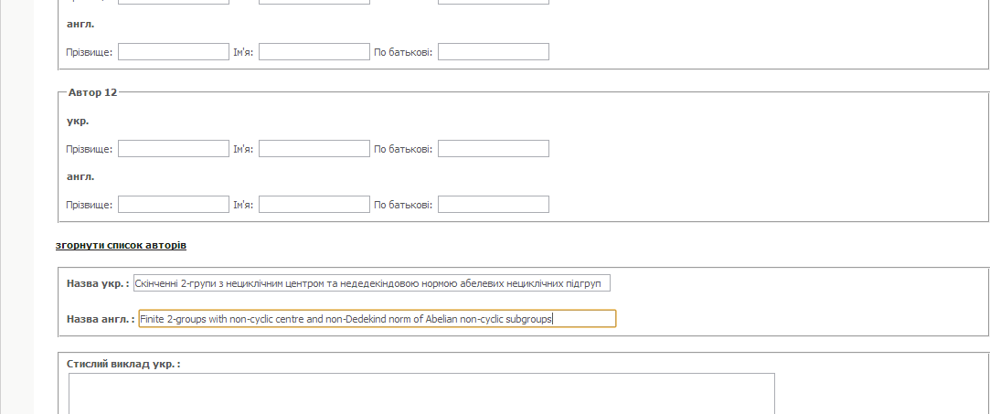 англ.
Прізвище: Ім'я: По батькові:
Автор 12
укр.
Прізвище: Ім'я: По батькові:
англ.
Прізвище: Ім'я: По батькові:
згорнути список авторів
Назва укр. : Скінченні 2-групи з нециклічним центром та недедекіндовою нормою абелевих нециклічних підгруп
Назва англ. : Finite 2-groups with non-cyclic centre and non-Dedekind norm of Abelian non-cyclic subgroups
Стислий виклад укр. :